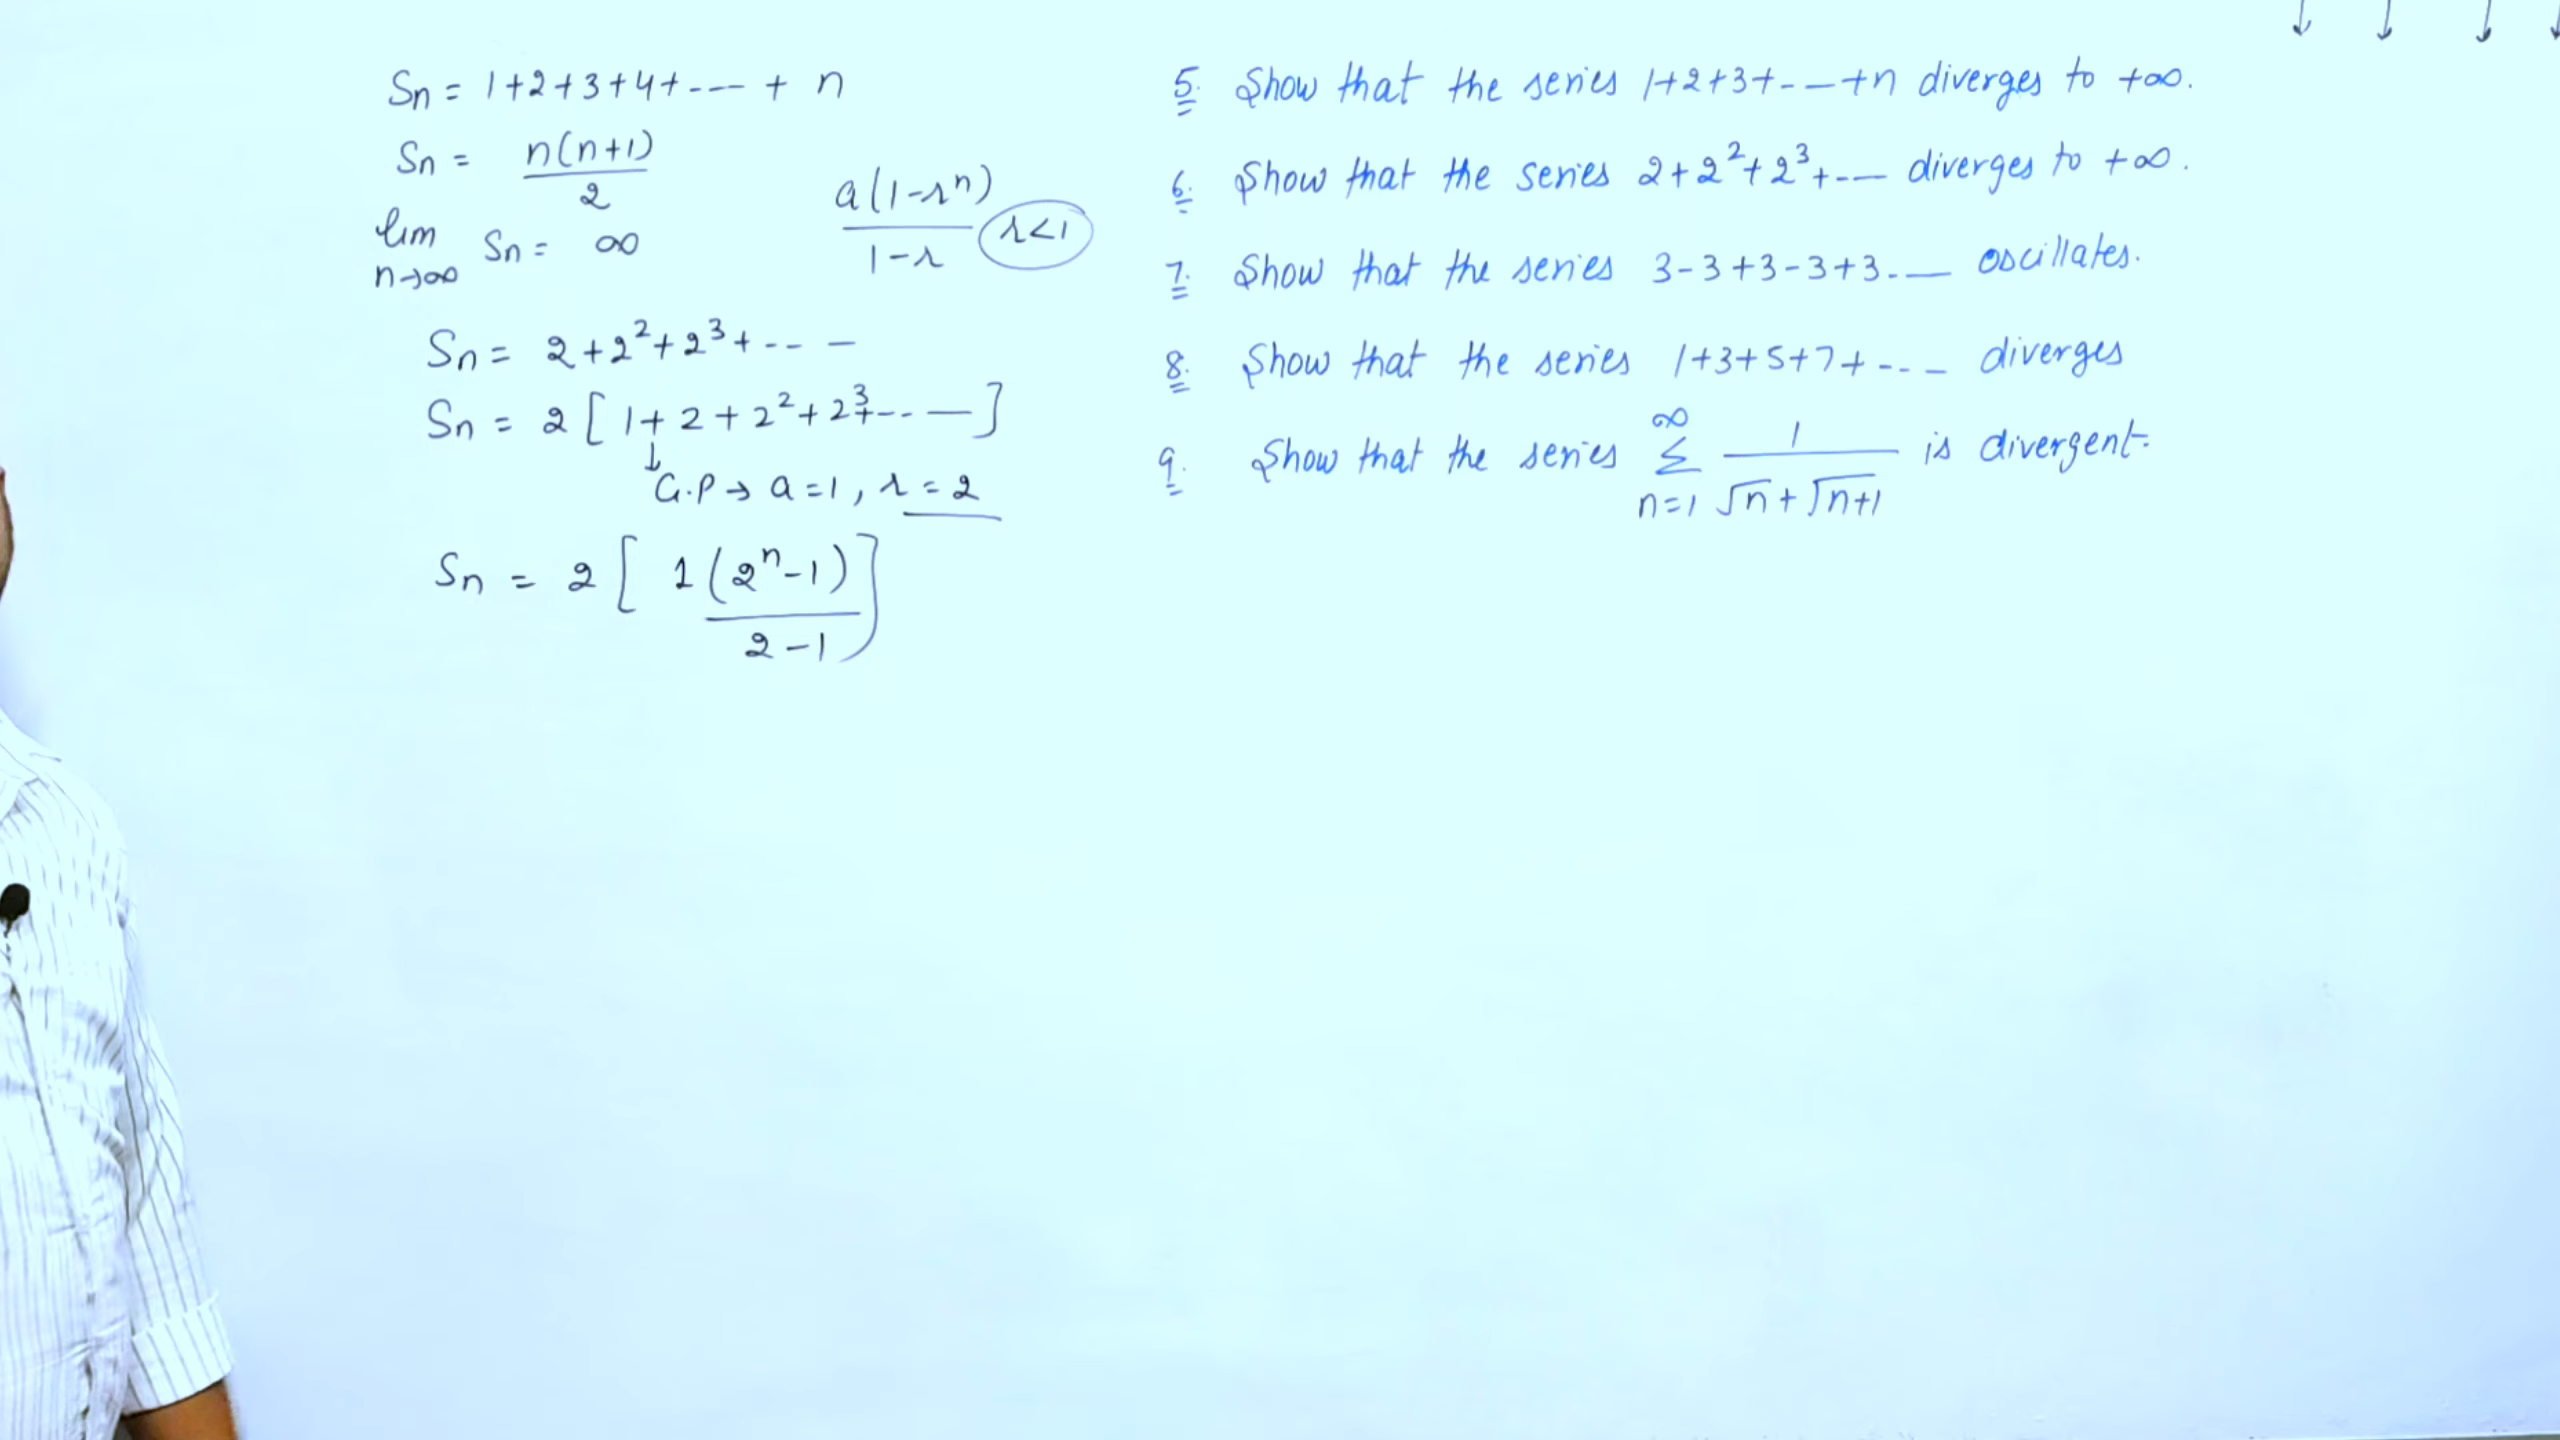 Sn = 1+2+3+4+---- + n
Sn = n(n+1)/2
lim n→∞ Sn = ∞
a(1-r^n)/(1-r) r<1
Sn = 2+2²+2³+-- –
Sn = 2[1+2+2²+2³+-- —]
↓
G.P → a=1, r=2
Sn = 2[1(2^n-1)/(2-1)]
↓ ↓ ↓ ↓
5. Show that the series 1+2+3+--—+n diverges to +∞.
6. Show that the series 2+2²+2³+--— diverges to +∞.
7. Show that the series 3-3+3-3+3-— oscillates.
8. Show that the series 1+3+5+7+--- diverges
9. Show that the series ∑_{n=1}^{∞} 1/(√n+√n+1) is divergent.